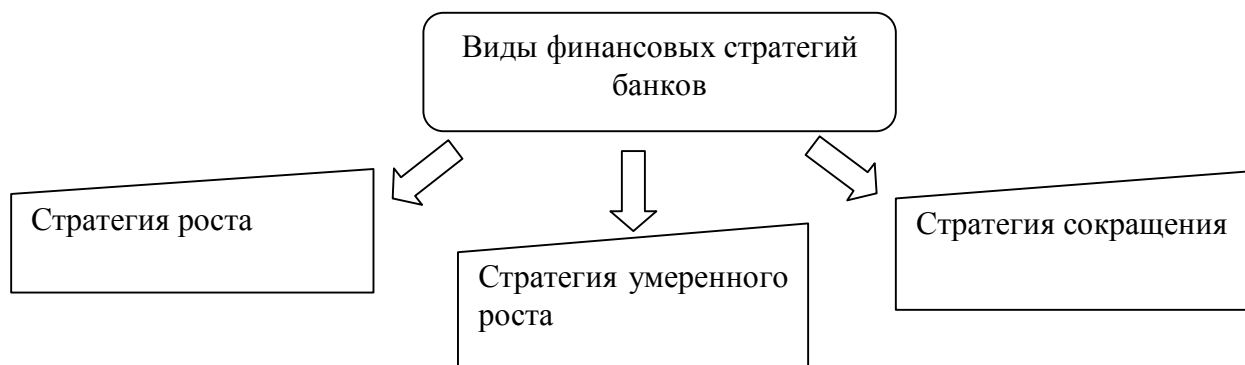 Виды финансовых стратегий
банков
Стратегия роста
Стратегия умеренного
роста
Стратегия сокращения